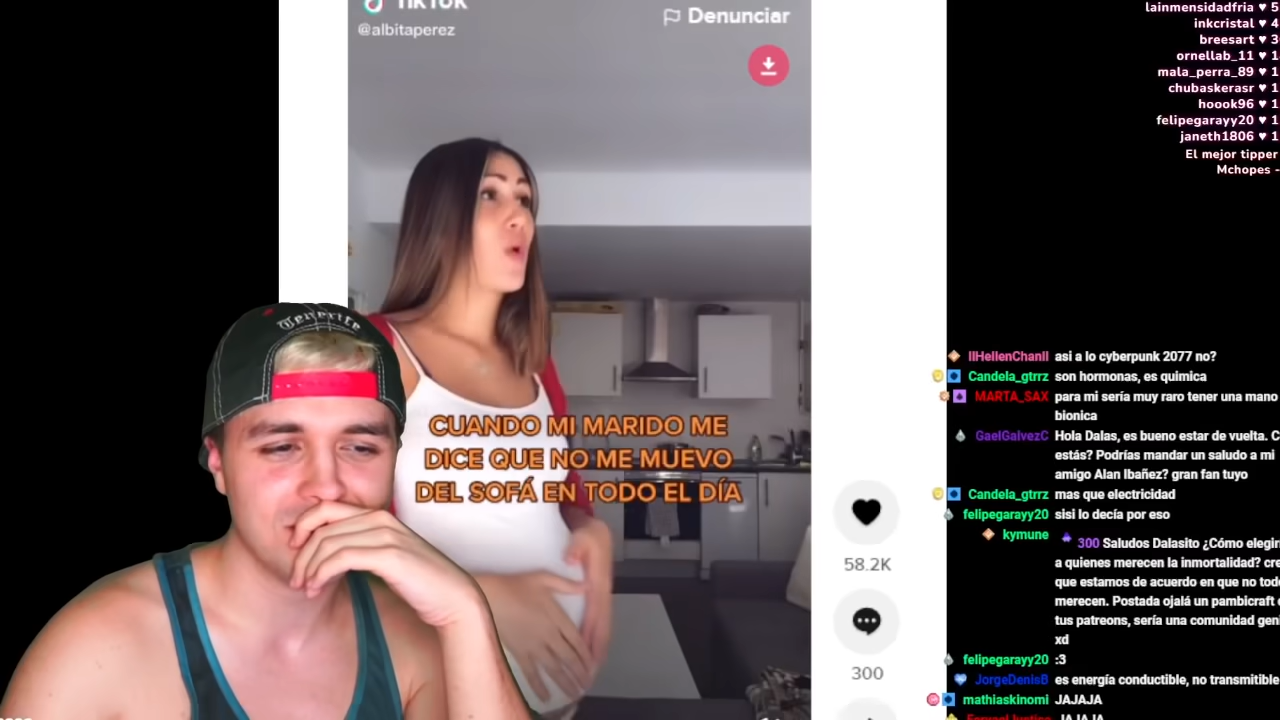 TikTok
@albitaperez
Denunciar
CUANDO MI MARIDO ME
DICE QUE NO ME MUEVO
DEL SOFÁ EN TODO EL DÍA
58.2K
300
Tenerife
lainmensidadfria ♥ 5
inkcristal ♥ 4
breesart ♥ 3
ornellab_11 ♥ 1
mala_perra_89 ♥ 1
chubaskerasr ♥ 1
hoook96 ♥ 1
felipegarayy20 ♥ 1
janeth1806 ♥ 1
El mejor tipper
Mchopes -
llHellenChanll asi a lo cyberpunk 2077 no?
Candela_gtrrz son hormonas, es quimica
MARTA_SAX para mi sería muy raro tener una mano
bionica
GaelGalvezC Hola Dalas, es bueno estar de vuelta. C
estás? Podrías mandar un saludo a mi
amigo Alan Ibañez? gran fan tuyo
Candela_gtrrz mas que electricidad
felipegarayy20 sisi lo decía por eso
kymune 300 Saludos Dalasito ¿Cómo elegir
a quienes merecen la inmortalidad? cre
que estamos de acuerdo en que no tod
merecen. Postada ojalá un pambicraft
tus patreons, sería una comunidad gen
xd
felipegarayy20 :3
JorgeDenisB es energía conductible, no transmitible
mathiaskinomi JAJAJA
JAJAJA